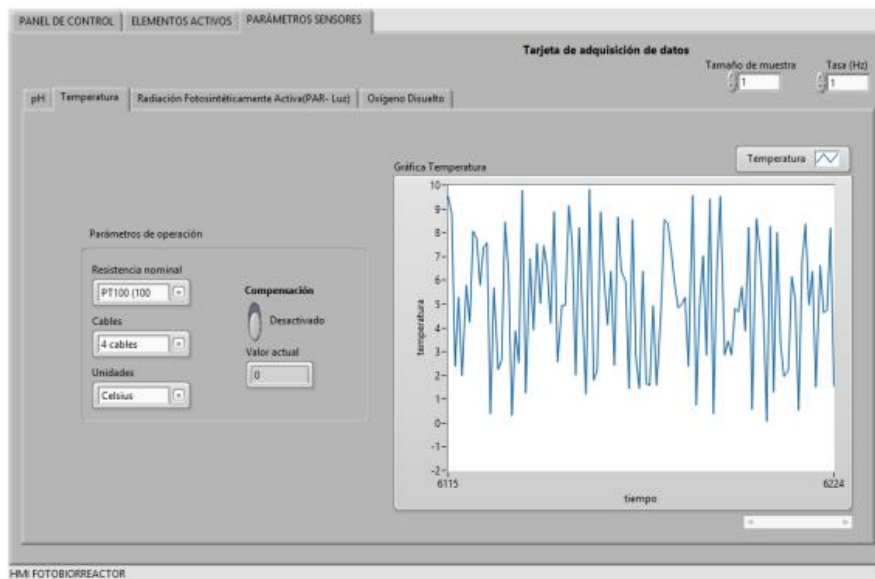 PANEL DE CONTROL
ELEMENTOS ACTIVOS
PARÁMETROS SENSORES
Tarjeta de adquisición de datos
Tamaño de muestra
Tasa (Hz)
1
1
pH
Temperatura
Radiación Fotosintéticamente Activa(PAR- Luz)
Oxígeno Disuelto
Temperatura
Gráfica Temperatura
Parámetros de operación
Resistencia nominal
PT100 (100
Compensación
Desactivado
Cables
4 cables
Valor actual
0
Unidades
Celsius
temperatura
10
9
8
7
6
5
4
3
2
1
0
-1
-2
6115
6224
tiempo
HMI FOTOBIORREACTOR